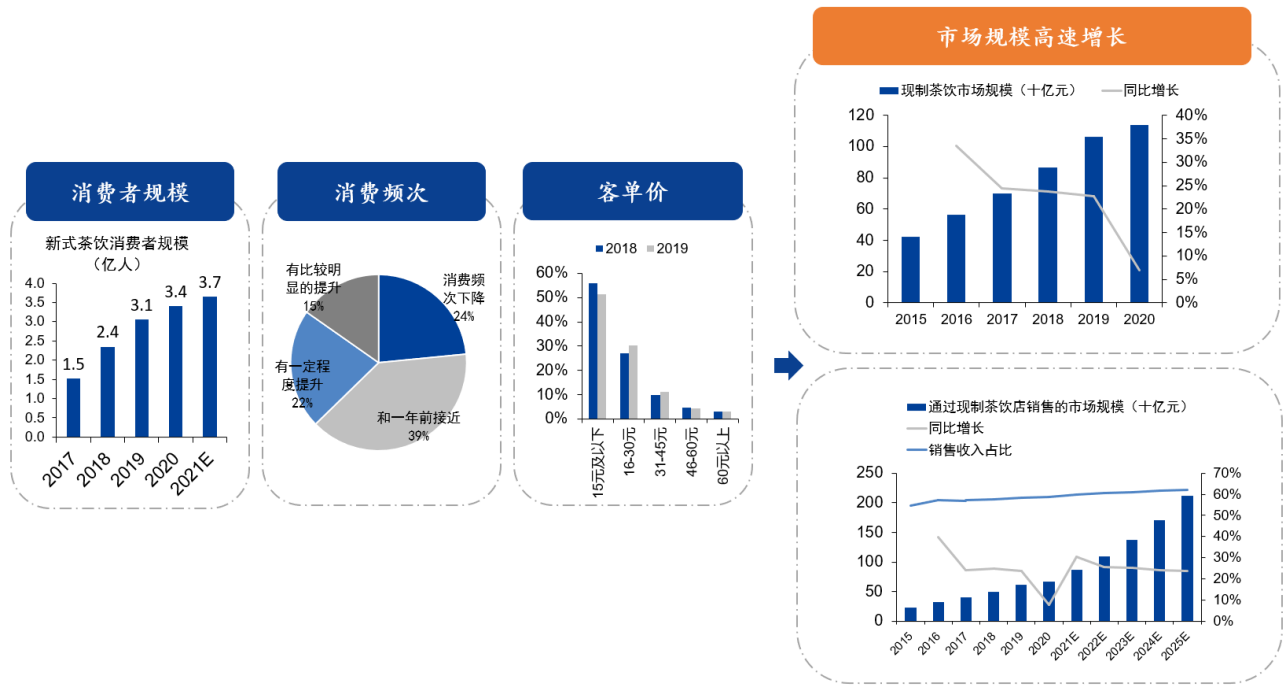 消费者规模
新式茶饮消费者规模
（亿人）
4.0
3.5
3.0
2.5
2.0
1.5
1.0
0.5
0.0
1.5
2.4
3.1
3.4
3.7
2017
2018
2019
2020
2021E
消费频次
有比较明
显的提升
15%
消费频
次下降
24%
有一定程
度提升
22%
和一年前接近
39%
客单价
2018
2019
60%
50%
40%
30%
20%
10%
0%
15元及以下
16-30元
31-45元
46-60元
60元以上
市场规模高速增长
现制茶饮市场规模（十亿元）
同比增长
120
100
80
60
40
20
0
40%
35%
30%
25%
20%
15%
10%
5%
0%
2015
2016
2017
2018
2019
2020
通过现制茶饮店销售的市场规模（十亿元）
同比增长
销售收入占比
250
200
150
100
50
0
70%
60%
50%
40%
30%
20%
10%
0%
2015
2016
2017
2018
2019
2020
2021E
2022E
2023E
2024E
2025E